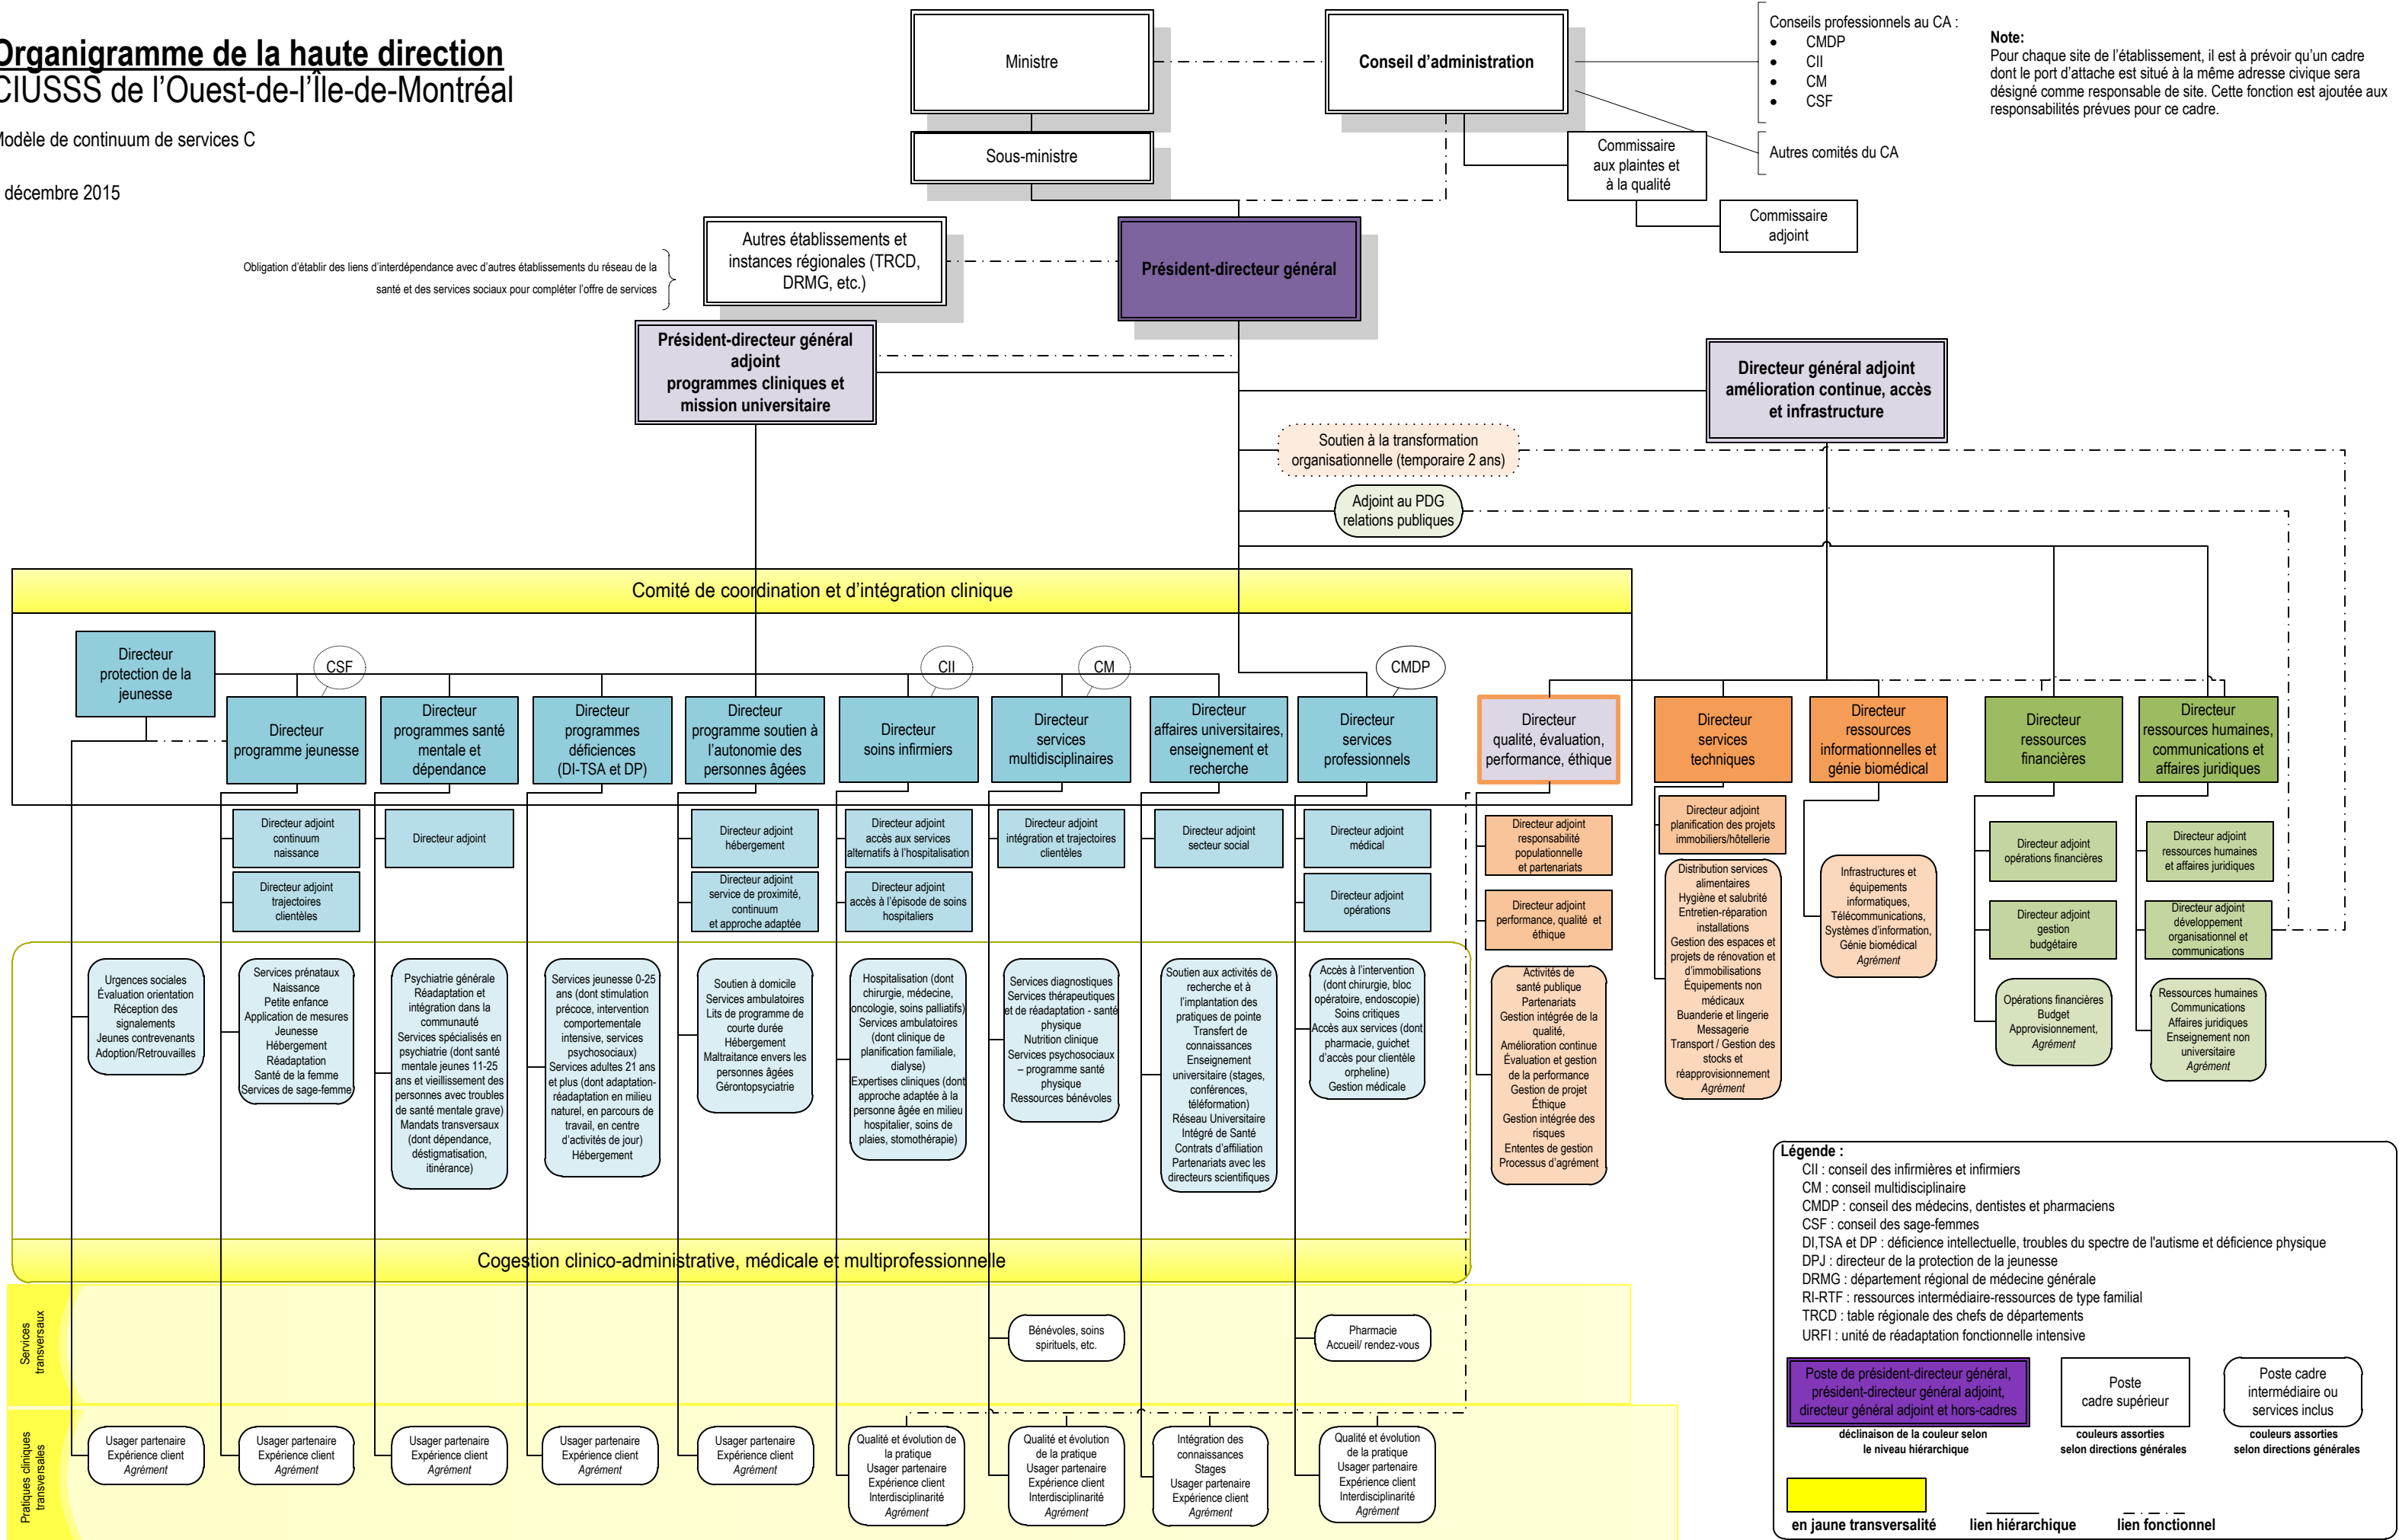 Organigramme de la haute direction
CIUSSS de l'Ouest-de-l'Île-de-Montréal
Modèle de continuum de services C
décembre 2015
Ministre
Conseil d'administration
Conseils professionnels au CA :
• CMDP
• CII
• CM
• CSF
Autres comités du CA
Note:
Pour chaque site de l'établissement, il est à prévoir qu'un cadre
dont le port d'attache est situé à la même adresse civique sera
désigné comme responsable de site. Cette fonction est ajoutée aux
responsabilités prévues pour ce cadre.
Sous-ministre
Commissaire
aux plaintes et
à la qualité
Commissaire
adjoint
Obligation d'établir des liens d'interdépendance avec d'autres établissements du réseau de la
santé et des services sociaux pour compléter l'offre de services
Autres établissements et
instances régionales (TRCD,
DRMG, etc.)
Président-directeur général
Président-directeur général
adjoint
programmes cliniques et
mission universitaire
Directeur général adjoint
amélioration continue, accès
et infrastructure
Soutien à la transformation
organisationnelle (temporaire 2 ans)
Adjoint au PDG
relations publiques
Comité de coordination et d'intégration clinique
Directeur
protection de la
jeunesse
CSF
CII
CM
CMDP
Directeur
programme jeunesse
Directeur
programmes santé
mentale et
dépendance
Directeur
programmes
déficiences
(DI-TSA et DP)
Directeur
programme soutien à
l'autonomie des
personnes âgées
Directeur
soins infirmiers
Directeur
services
multidisciplinaires
Directeur
affaires universitaires,
enseignement et
recherche
Directeur
services
professionnels
Directeur
qualité, évaluation,
performance, éthique
Directeur
services
techniques
Directeur
ressources
informationnelles et
génie biomédical
Directeur
ressources
financières
Directeur
ressources humaines,
communications et
affaires juridiques
Directeur adjoint
continuum
naissance
Directeur adjoint
trajectoires
clientèles
Directeur adjoint
Directeur adjoint
hébergement
Directeur adjoint
service de proximité,
continuum
et approche adaptée
Directeur adjoint
accès aux services
alternatifs à l'hospitalisation
Directeur adjoint
accès à l'épisode de soins
hospitaliers
Directeur adjoint
intégration et trajectoires
clientèles
Directeur adjoint
secteur social
Directeur adjoint
médical
Directeur adjoint
opérations
Directeur adjoint
responsabilité
populationnelle
et partenariats
Directeur adjoint
performance, qualité et
éthique
Directeur adjoint
planification des projets
immobiliers/hôtellerie
Directeur adjoint
opérations financières
Directeur adjoint
gestion
budgétaire
Directeur adjoint
ressources humaines
et affaires juridiques
Directeur adjoint
développement
organisationnel et
communications
Urgences sociales
Évaluation orientation
Réception des
signalements
Jeunes contrevenants
Adoption/Retrouvailles
Services prénataux
Naissance
Petite enfance
Application de mesures
Jeunesse
Hébergement
Réadaptation
Santé de la femme
Services de sage-femme
Psychiatrie générale
Réadaptation et
intégration dans la
communauté
Services spécialisés en
psychiatrie (dont santé
mentale jeunes 11-25
ans et vieillissement des
personnes avec troubles
de santé mentale grave)
Mandats transversaux
(dont dépendance,
déstigmatisation,
itinérance)
Services jeunesse 0-25
ans (dont stimulation
précoce, intervention
comportementale
intensive, services
psychosociaux)
Services adultes 21 ans
et plus (dont adaptation-
réadaptation en milieu
naturel, en parcours de
travail, en centre
d'activités de jour)
Hébergement
Soutien à domicile
Services ambulatoires
Lits de programme de
courte durée
Hébergement
Maltraitance envers les
personnes âgées
Gérontopsyciatrie
Hospitalisation (dont
chirurgie, médecine,
oncologie, soins palliatifs)
Services ambulatoires
(dont clinique de
planification familiale,
dialyse)
Expertises cliniques (dont
approche adaptée à la
personne âgée en milieu
hospitalier, soins de
plaies, stomothérapie)
Services diagnostiques
Services thérapeutiques
et de réadaptation - santé
physique
Nutrition clinique
Services psychosociaux
– programme santé
physique
Ressources bénévoles
Soutien aux activités de
recherche et à
l'implantation des
pratiques de pointe
Transfert de
connaissances
Enseignement
universitaire (stages,
conférences,
téléformation)
Réseau Universitaire
Intégré de Santé
Contrats d'affiliation
Partenariats avec les
directeurs scientifiques
Accès à l'intervention
(dont chirurgie, bloc
opératoire, endoscopie)
Soins critiques
Accès aux services (dont
pharmacie, guichet
d'accès pour clientèle
orpheline)
Gestion médicale
Activités de
santé publique
Partenariats
Gestion intégrée de la
qualité,
Amélioration continue
Évaluation et gestion
de la performance
Gestion de projet
Éthique
Gestion intégrée des
risques
Ententes de gestion
Processus d'agrément
Distribution services
alimentaires
Hygiène et salubrité
Entretien-réparation
installations
Gestion des espaces et
projets de rénovation et
d'immobilisations
Équipements non
médicaux
Buanderie et lingerie
Messagerie
Transport / Gestion des
stocks et
réapprovisionnement
Agrément
Infrastructures et
équipements
informatiques,
Télécommunications,
Systèmes d'information,
Génie biomédical
Agrément
Opérations financières
Budget
Approvisionnement,
Agrément
Ressources humaines
Communications
Affaires juridiques
Enseignement non
universitaire
Agrément
Cogestion clinico-administrative, médicale et multiprofessionnelle
Services
transversaux
Bénévoles, soins
spirituels, etc.
Pharmacie
Accueil/ rendez-vous
Pratiques cliniques
transversales
Usager partenaire
Expérience client
Agrément
Usager partenaire
Expérience client
Agrément
Usager partenaire
Expérience client
Agrément
Usager partenaire
Expérience client
Agrément
Usager partenaire
Expérience client
Agrément
Qualité et évolution de
la pratique
Usager partenaire
Expérience client
Interdisciplinarité
Agrément
Qualité et évolution
de la pratique
Usager partenaire
Expérience client
Interdisciplinarité
Agrément
Intégration des
connaissances
Stages
Usager partenaire
Expérience client
Agrément
Qualité et évolution
de la pratique
Usager partenaire
Expérience client
Interdisciplinarité
Agrément
Légende :
CII : conseil des infirmières et infirmiers
CM : conseil multidisciplinaire
CMDP : conseil des médecins, dentistes et pharmaciens
CSF : conseil des sage-femmes
DI,TSA et DP : déficience intellectuelle, troubles du spectre de l'autisme et déficience physique
DPJ : directeur de la protection de la jeunesse
DRMG : département régional de médecine générale
RI-RTF : ressources intermédiaire-ressources de type familial
TRCD : table régionale des chefs de départements
URFI : unité de réadaptation fonctionnelle intensive
Poste de président-directeur général,
président-directeur général adjoint,
directeur général adjoint et hors-cadres
déclinaison de la couleur selon
le niveau hiérarchique
Poste
cadre supérieur
couleurs assorties
selon directions générales
Poste cadre
intermédiaire ou
services inclus
couleurs assorties
selon directions générales
en jaune transversalité
lien hiérarchique
lien fonctionnel